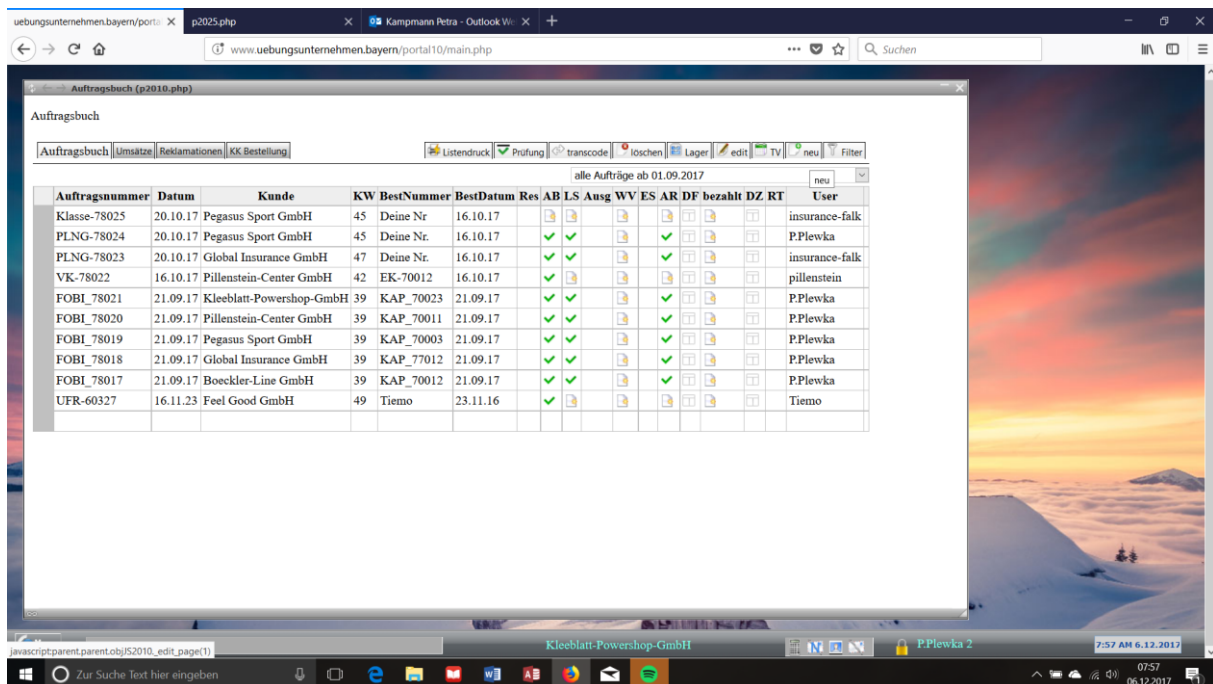 uebungsunternehmen.bayern/porta
p2025.php
Kampmann Petra - Outlook We
www.uebungsunternehmen.bayern/portal10/main.php
Suchen
Auftragsbuch (p2010.php)
Auftragsbuch
Auftragsbuch Umsätze Reklamationen KK Bestellung Listendruck Prüfung transcode löschen Lager edit TV neu Filter
alle Aufträge ab 01.09.2017
neu
Auftragsnummer Datum Kunde KW BestNummer BestDatum Res AB LS Ausg WV ES AR DF bezahlt DZ RT User
Klasse-78025 20.10.17 Pegasus Sport GmbH 45 Deine Nr 16.10.17 insurance-falk
PLNG-78024 20.10.17 Pegasus Sport GmbH 45 Deine Nr. 16.10.17 P.Plewka
PLNG-78023 20.10.17 Global Insurance GmbH 47 Deine Nr. 16.10.17 insurance-falk
VK-78022 16.10.17 Pillenstein-Center GmbH 42 EK-70012 16.10.17 pillenstein
FOBI_78021 21.09.17 Kleeblatt-Powershop-GmbH 39 KAP_70023 21.09.17 P.Plewka
FOBI_78020 21.09.17 Pillenstein-Center GmbH 39 KAP_70011 21.09.17 P.Plewka
FOBI_78019 21.09.17 Pegasus Sport GmbH 39 KAP_70003 21.09.17 P.Plewka
FOBI_78018 21.09.17 Global Insurance GmbH 39 KAP_77012 21.09.17 P.Plewka
FOBI_78017 21.09.17 Boeckler-Line GmbH 39 KAP_70012 21.09.17 P.Plewka
UFR-60327 16.11.23 Feel Good GmbH 49 Tiemo 23.11.16 Tiemo
Kleeblatt-Powershop-GmbH
P.Plewka 2
7:57 AM 6.12.2017
javascript:parent.parent.objJS2010._edit_page(1)
Zur Suche Text hier eingeben
07:57
06.12.2017